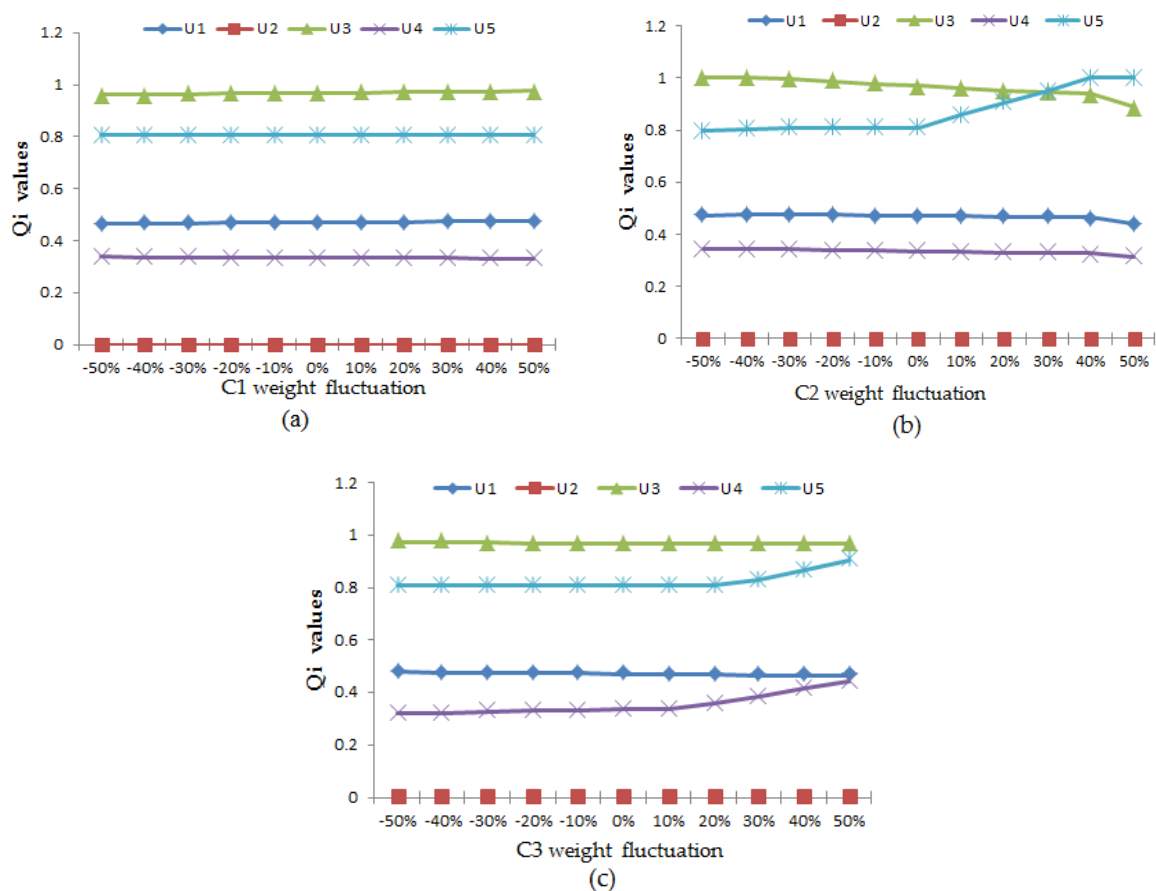 U1 U2 U3 U4 U5
1.2
1
0.8
0.6
0.4
0.2
0
Qi values
-50% -40% -30% -20% -10% 0% 10% 20% 30% 40% 50%
C1 weight fluctuation
(a)
U1 U2 U3 U4 U5
1.2
1
0.8
0.6
0.4
0.2
0
Qi values
-50% -40% -30% -20% -10% 0% 10% 20% 30% 40% 50%
C2 weight fluctuation
(b)
U1 U2 U3 U4 U5
1.2
1
0.8
0.6
0.4
0.2
0
Qi values
-50% -40% -30% -20% -10% 0% 10% 20% 30% 40% 50%
C3 weight fluctuation
(c)